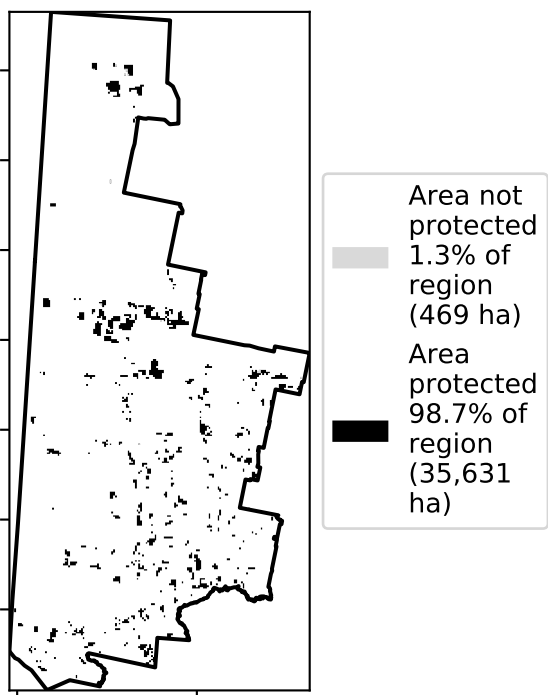 Area not
protected
1.3% of
region
(469 ha)
Area
protected
98.7% of
region
(35,631
ha)